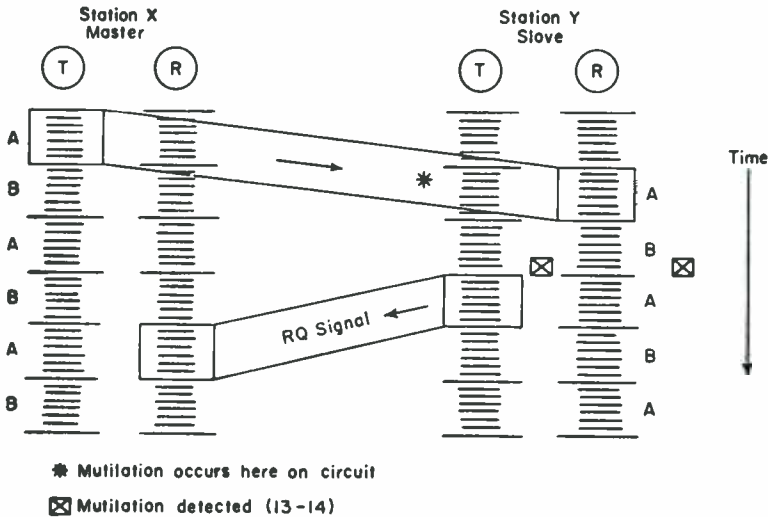 Station X
Master
Station Y
Slove
T
R
T
R
A
B
A
B
A
B
A
B
A
B
A
Time
RQ Signal
✱ Mutilation occurs here on circuit
⊠ Mutilation detected (13-14)